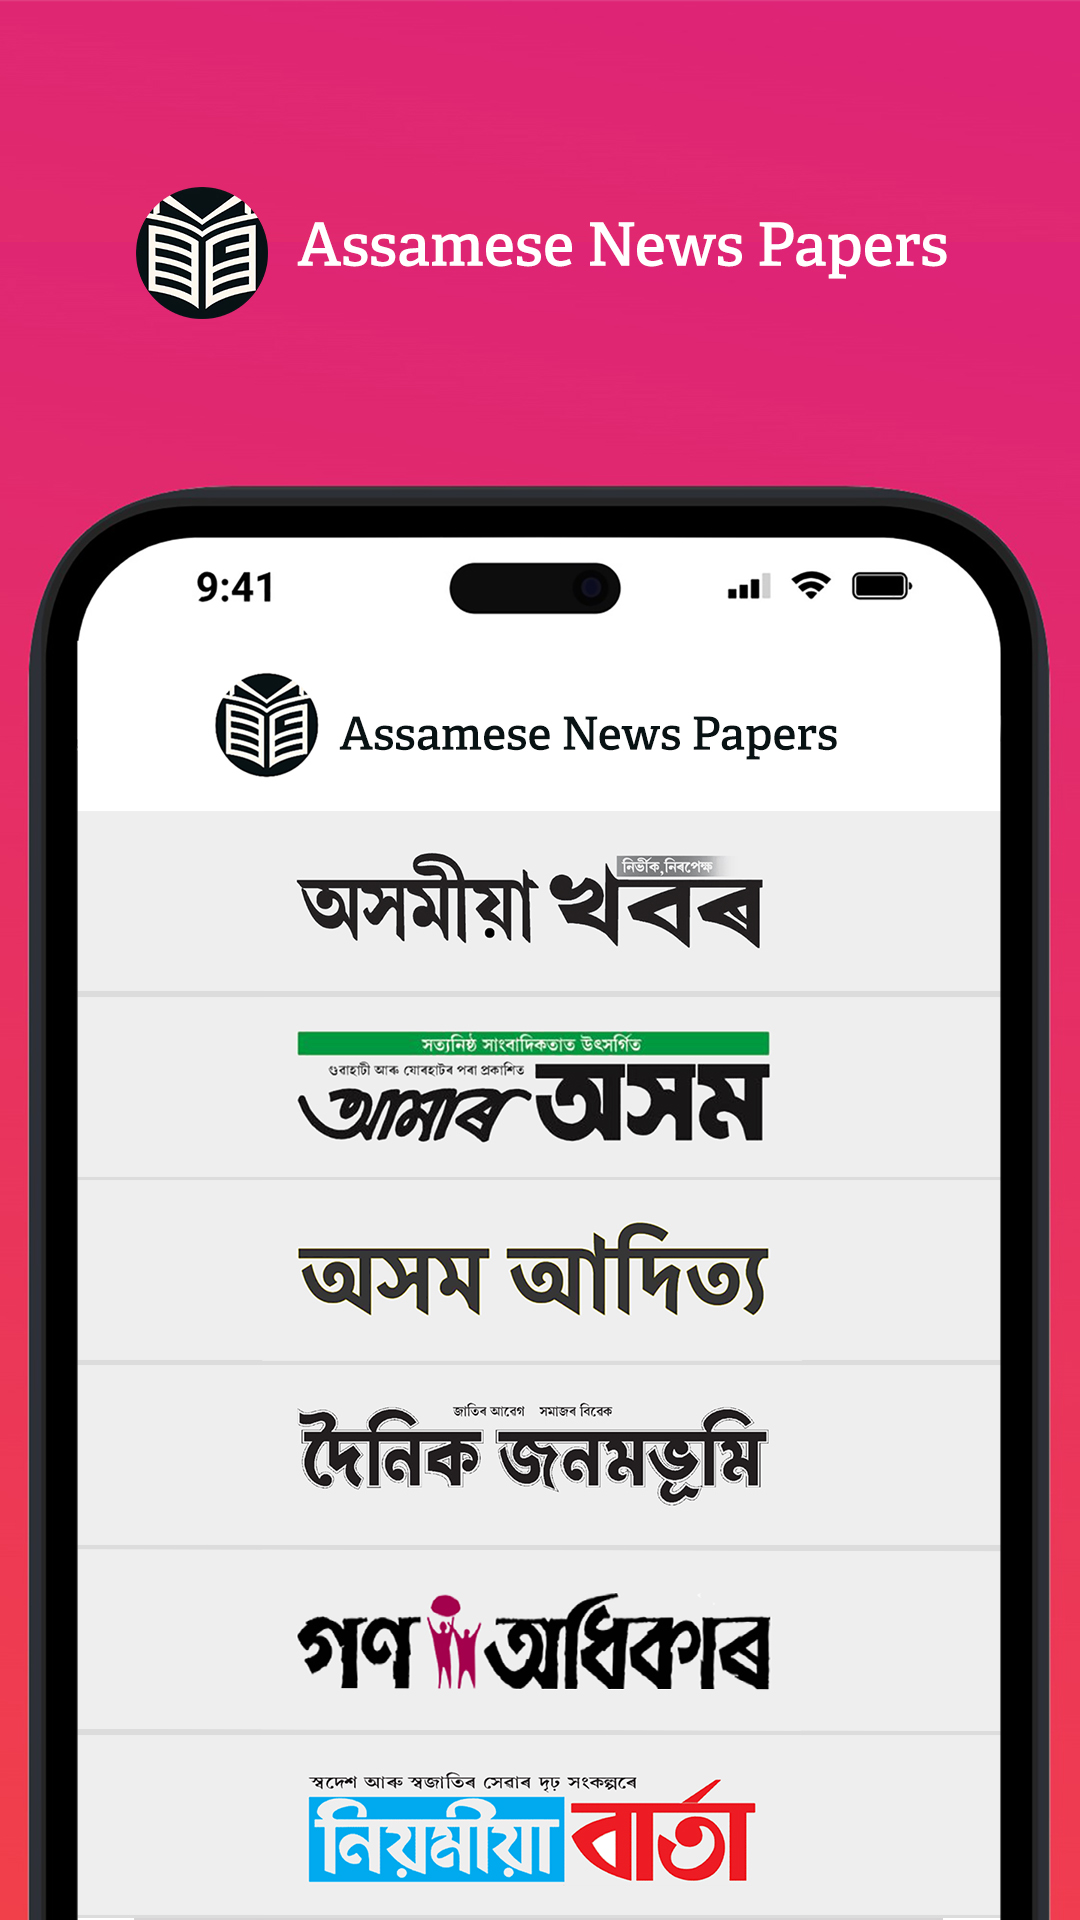 Assamese News Papers
9:41
Assamese News Papers
নিৰ্ভীক,নিৰপেক্ষ
অসমীয়া খবৰ
সত্যনিষ্ঠ সাংবাদিকতাত উৎসৰ্গিত
গুৱাহাটী আৰু যোৰহাটৰ পৰা প্ৰকাশিত
আমাৰ অসম
অসম আদিত্য
জাতিৰ আৱেগ সমাজৰ বিবেক
দৈনিক জনমভূমি
গণ অধিকাৰ
স্বদেশ আৰু স্বজাতিৰ সেৱাৰ দৃঢ় সংকল্পৰে
নিয়মীয়া বাৰ্তা